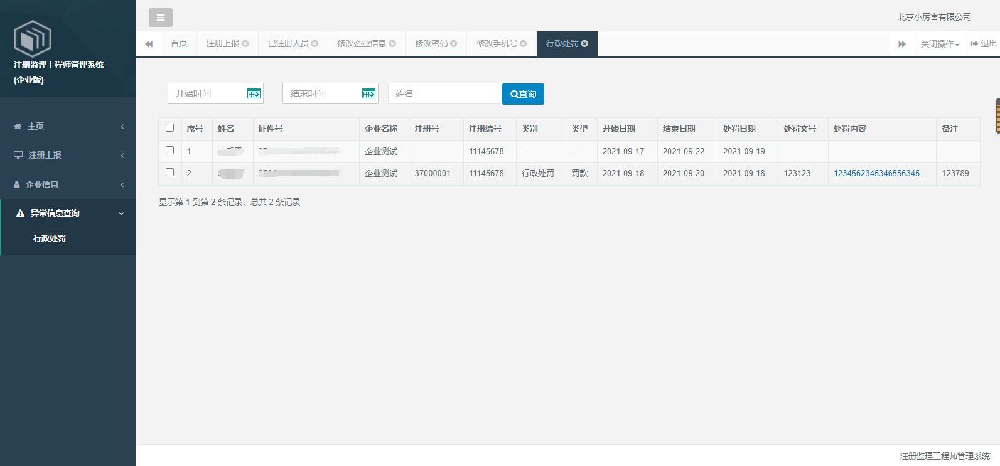 注册监理工程师管理系统
(企业版)
主页
注册上报
企业信息
异常信息查询
行政处罚
北京小厉害有限公司
首页 注册上报 已注册人员 修改企业信息 修改密码 修改手机号 行政处罚 关闭操作 退出
开始时间 结束时间 姓名 查询
序号 姓名 证件号 企业名称 注册号 注册编号 类别 类型 开始日期 结束日期 处罚日期 处罚文号 处罚内容 备注
1 企业测试 11145678 - - 2021-09-17 2021-09-22 2021-09-19
2 企业测试 37000001 11145678 行政处罚 罚款 2021-09-18 2021-09-20 2021-09-18 123123 1234562345346556345... 123789
显示第 1 到第 2 条记录，总共 2 条记录
注册监理工程师管理系统